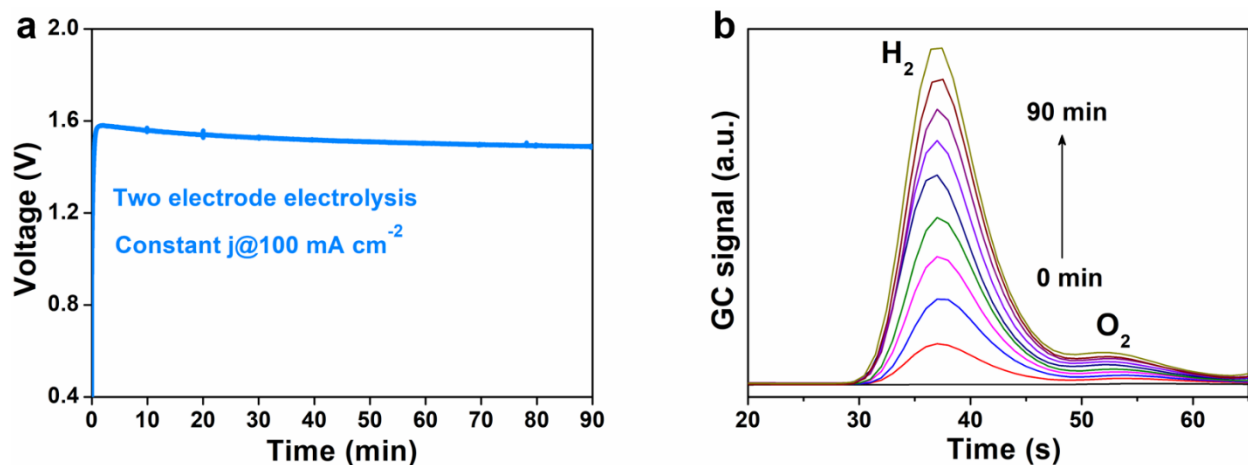 a
2.0
1.6
1.2
0.8
0.4
Voltage (V)
Two electrode electrolysis
Constant j@100 mA cm⁻²
0 10 20 30 40 50 60 70 80 90
Time (min)
b
GC signal (a.u.)
H₂
90 min
0 min
O₂
20 30 40 50 60
Time (s)